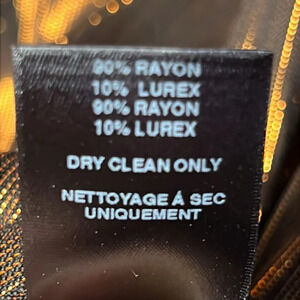 90% RAYON
10% LUREX
90% RAYON
10% LUREX
DRY CLEAN ONLY
NETTOYAGE Á SEC
UNIQUEMENT